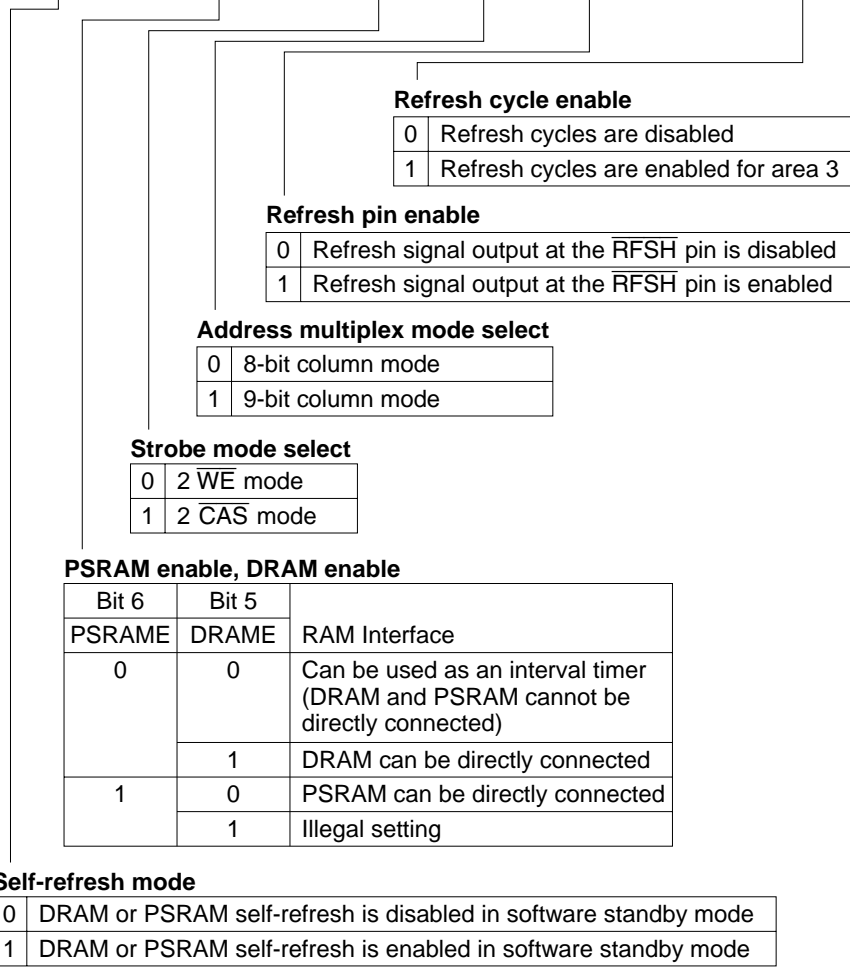 Refresh cycle enable
0 Refresh cycles are disabled
1 Refresh cycles are enabled for area 3
Refresh pin enable
0 Refresh signal output at the R̅F̅S̅H̅ pin is disabled
1 Refresh signal output at the R̅F̅S̅H̅ pin is enabled
Address multiplex mode select
0 8-bit column mode
1 9-bit column mode
Strobe mode select
0 2 W̅E̅ mode
1 2 C̅A̅S̅ mode
PSRAM enable, DRAM enable
Bit 6 Bit 5
PSRAME DRAME RAM Interface
0 0 Can be used as an interval timer
(DRAM and PSRAM cannot be
directly connected)
1 DRAM can be directly connected
1 0 PSRAM can be directly connected
1 Illegal setting
Self-refresh mode
0 DRAM or PSRAM self-refresh is disabled in software standby mode
1 DRAM or PSRAM self-refresh is enabled in software standby mode